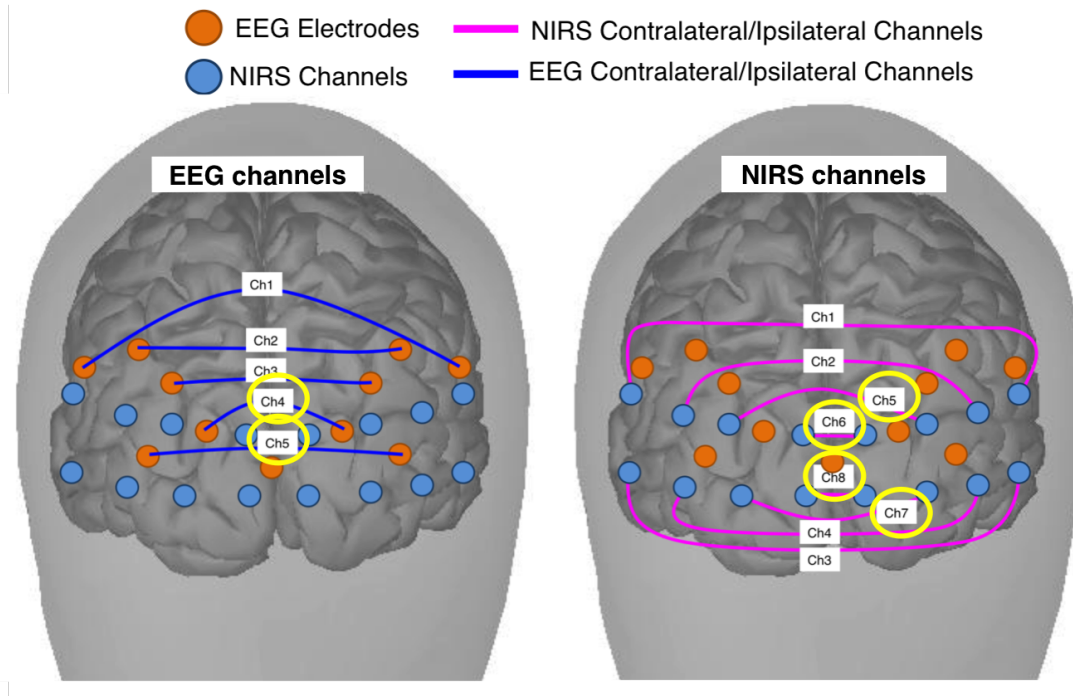 EEG Electrodes
NIRS Contralateral/Ipsilateral Channels
NIRS Channels
EEG Contralateral/Ipsilateral Channels
EEG channels
NIRS channels
Ch1
Ch2
Ch3
Ch4
Ch5
Ch1
Ch2
Ch5
Ch6
Ch8
Ch7
Ch4
Ch3